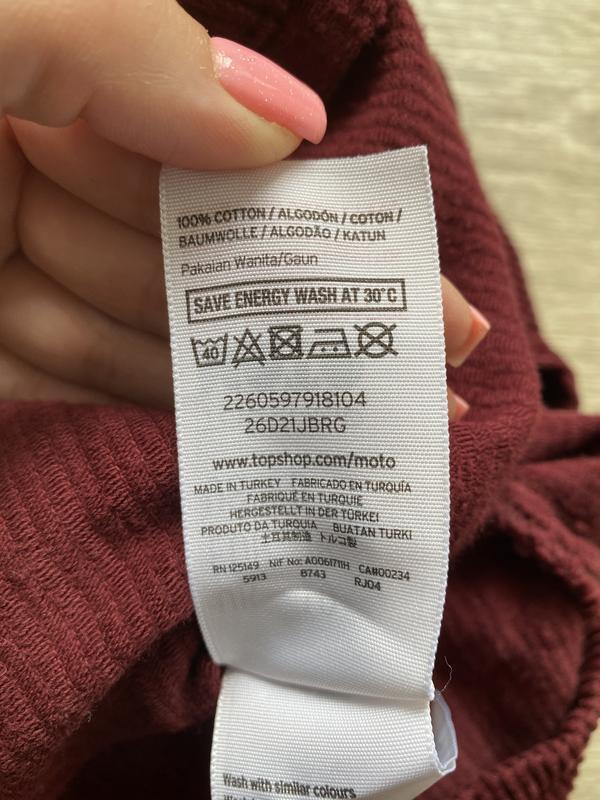 100% COTTON / ALGODÓN / COTON /
BAUMWOLLE / ALGODÃO / KATUN
Pakaian Wanita/Gaun
SAVE ENERGY WASH AT 30°C
40
2260597918104
26D21JBRG
www.topshop.com/moto
MADE IN TURKEY FABRICADO EN TURQUÍA
FABRIQUÉ EN TURQUIE
HERGESTELLT IN DER TÜRKEI
PRODUTO DA TURQUIA BUATAN TURKI
土耳其制造 トルコ製
RN 125149 NIF No: A0061711H CA#00234
5913 8743 RJ04
Wash with similar colours